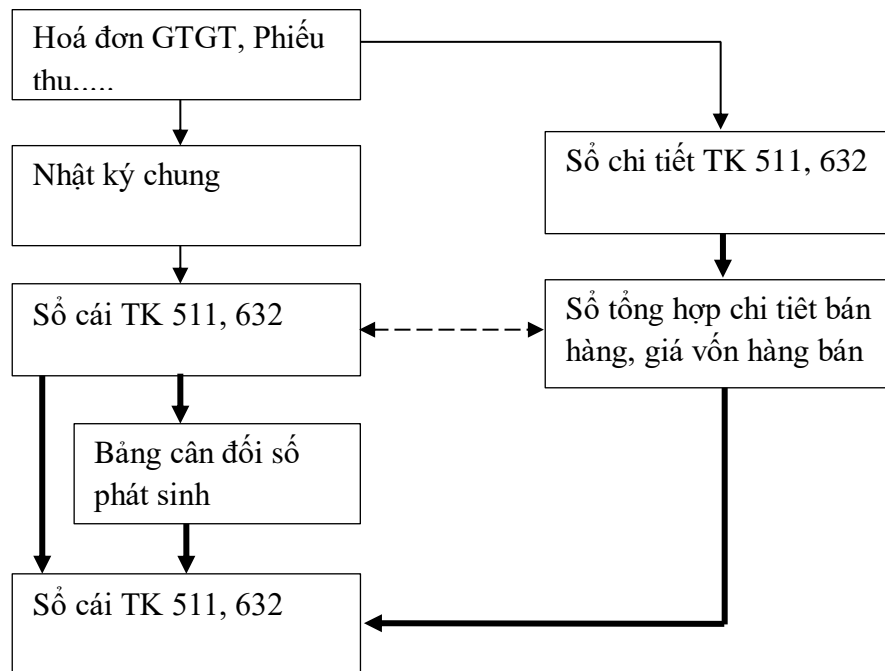 Hoá đơn GTGT, Phiếu
thu,....
Nhật ký chung
Sổ chi tiết TK 511, 632
Sổ cái TK 511, 632
Sổ tổng hợp chi tiêt bán
hàng, giá vốn hàng bán
Bảng cân đối số
phát sinh
Sổ cái TK 511, 632